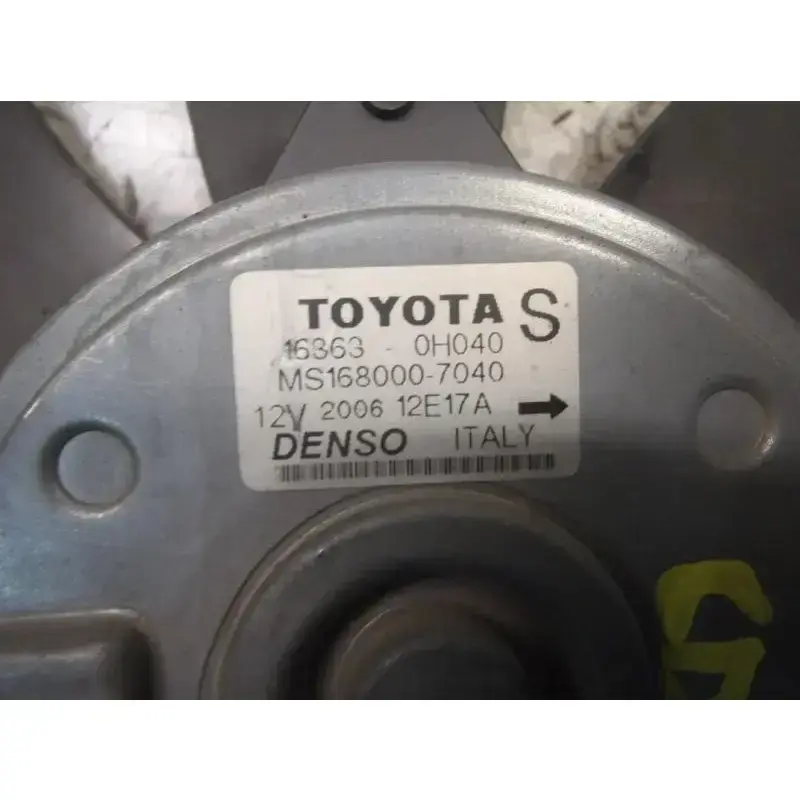 TOYOTA S
16363 - 0H040
MS168000-7040
12V 2006 12E17A →
DENSO ITALY